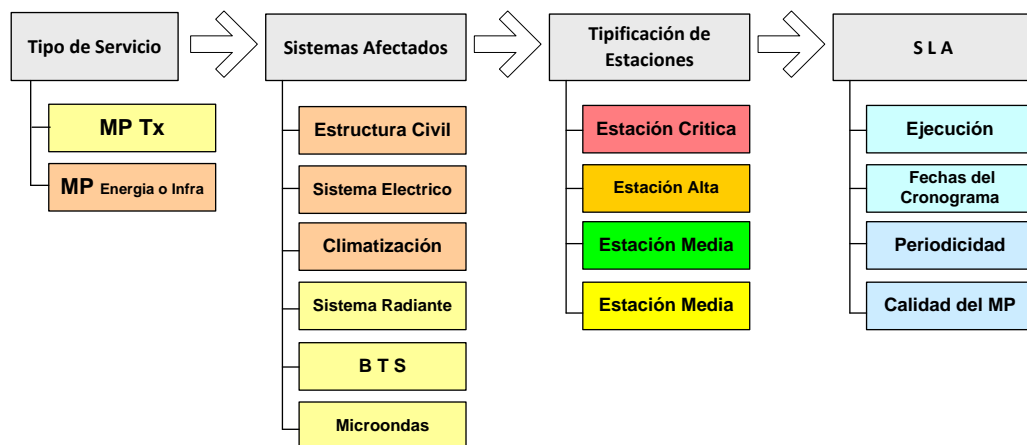 Tipo de Servicio
MP Tx
MP Energia o Infra
Sistemas Afectados
Estructura Civil
Sistema Electrico
Climatización
Sistema Radiante
B T S
Microondas
Tipificación de
Estaciones
Estación Critica
Estación Alta
Estación Media
Estación Media
S L A
Ejecución
Fechas del
Cronograma
Periodicidad
Calidad del MP